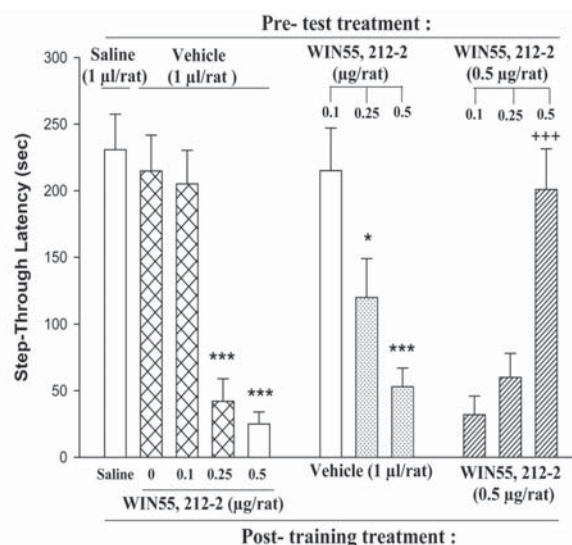 Pre- test treatment :
Saline Vehicle WIN55, 212-2 WIN55, 212-2
(1 µl/rat) (1 µl/rat ) (µg/rat) (0.5 µg/rat)
0.1 0.25 0.5 0.1 0.25 0.5
300
250
200
150
100
50
0
Step-Through Latency (sec)
*** *** * *** +++
Saline 0 0.1 0.25 0.5 Vehicle (1 µl/rat) WIN55, 212-2
WIN55, 212-2 (µg/rat) (0.5 µg/rat)
Post- training treatment :